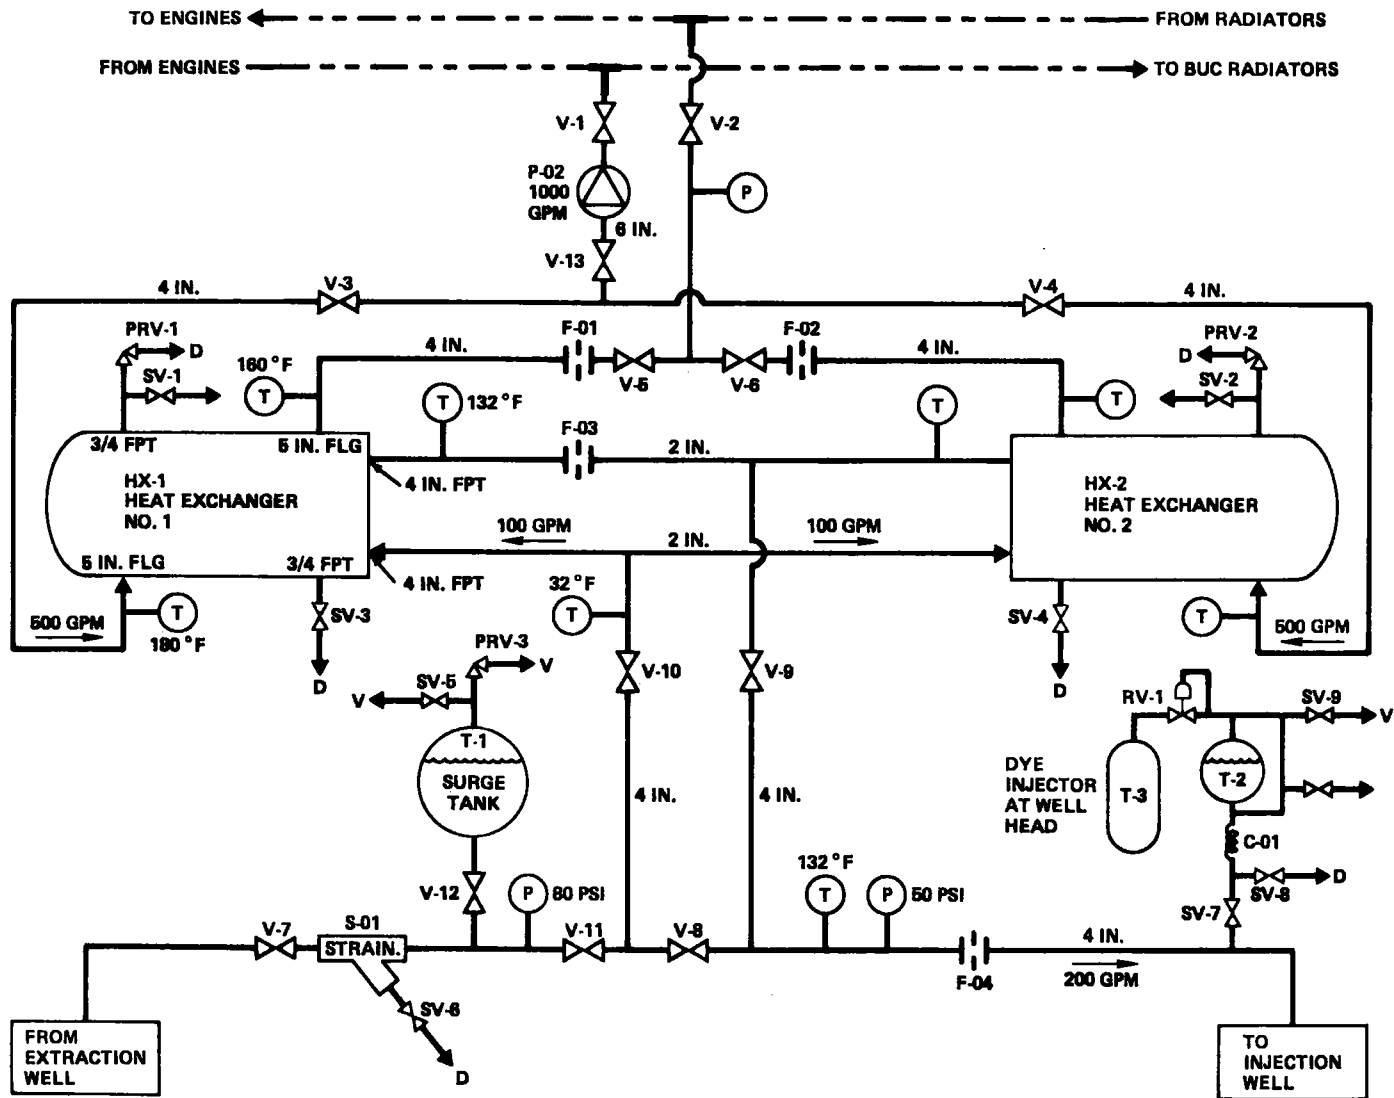 TO ENGINES
FROM RADIATORS
FROM ENGINES
TO BUC RADIATORS
V-1
V-2
P-02
1000
GPM
P
6 IN.
V-13
4 IN.
V-3
V-4
4 IN.
PRV-1
D
SV-1
160°F
T
4 IN.
F-01
V-5
V-6
F-02
4 IN.
PRV-2
D
SV-2
T
T
132°F
T
3/4 FPT
5 IN. FLG
F-03
2 IN.
4 IN. FPT
HX-1
HEAT EXCHANGER
NO. 1
HX-2
HEAT EXCHANGER
NO. 2
100 GPM
2 IN.
100 GPM
5 IN. FLG
3/4 FPT
4 IN. FPT
32°F
T
500 GPM
T
180°F
SV-3
D
SV-4
D
T
500 GPM
PRV-3
V
SV-5
V
V-10
V-9
T-1
SURGE
TANK
4 IN.
4 IN.
RV-1
SV-9
V
DYE
INJECTOR
AT WELL
HEAD
T-3
T-2
C-01
SV-8
D
SV-7
V-12
P
80 PSI
132°F
T
P
50 PSI
V-7
S-01
STRAIN.
V-11
V-8
F-04
4 IN.
200 GPM
SV-6
D
FROM
EXTRACTION
WELL
TO
INJECTION
WELL